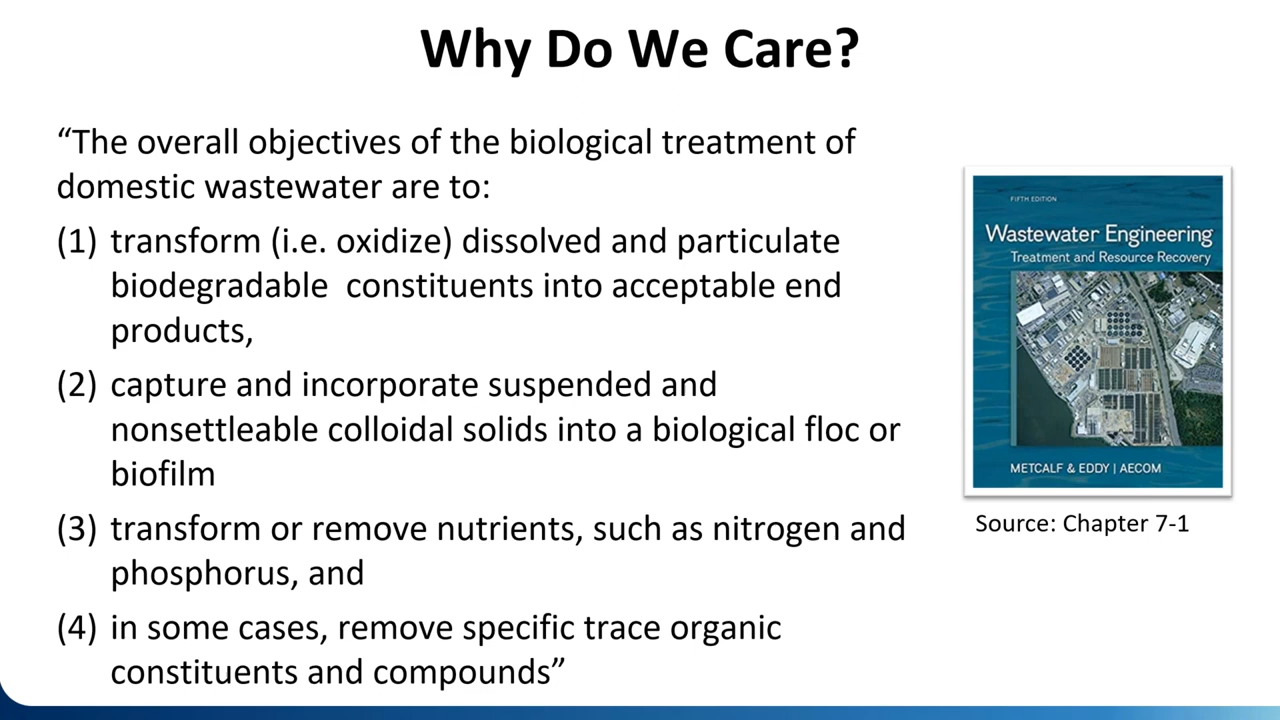 Why Do We Care?
“The overall objectives of the biological treatment of
domestic wastewater are to:
(1) transform (i.e. oxidize) dissolved and particulate
biodegradable  constituents into acceptable end
products,
(2) capture and incorporate suspended and
nonsettleable colloidal solids into a biological floc or
biofilm
(3) transform or remove nutrients, such as nitrogen and
phosphorus, and
(4) in some cases, remove specific trace organic
constituents and compounds”
FIFTH EDITION
Wastewater Engineering
Treatment and Resource Recovery
METCALF & EDDY | AECOM
Source: Chapter 7-1